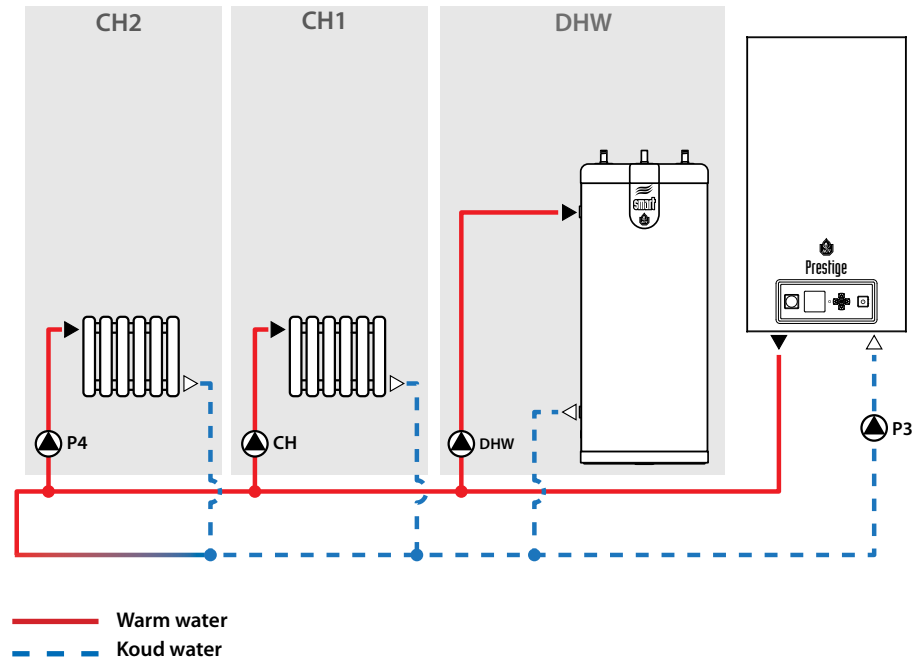 CH2
CH1
DHW
smart
Prestige
P4
CH
DHW
P3
Warm water
Koud water